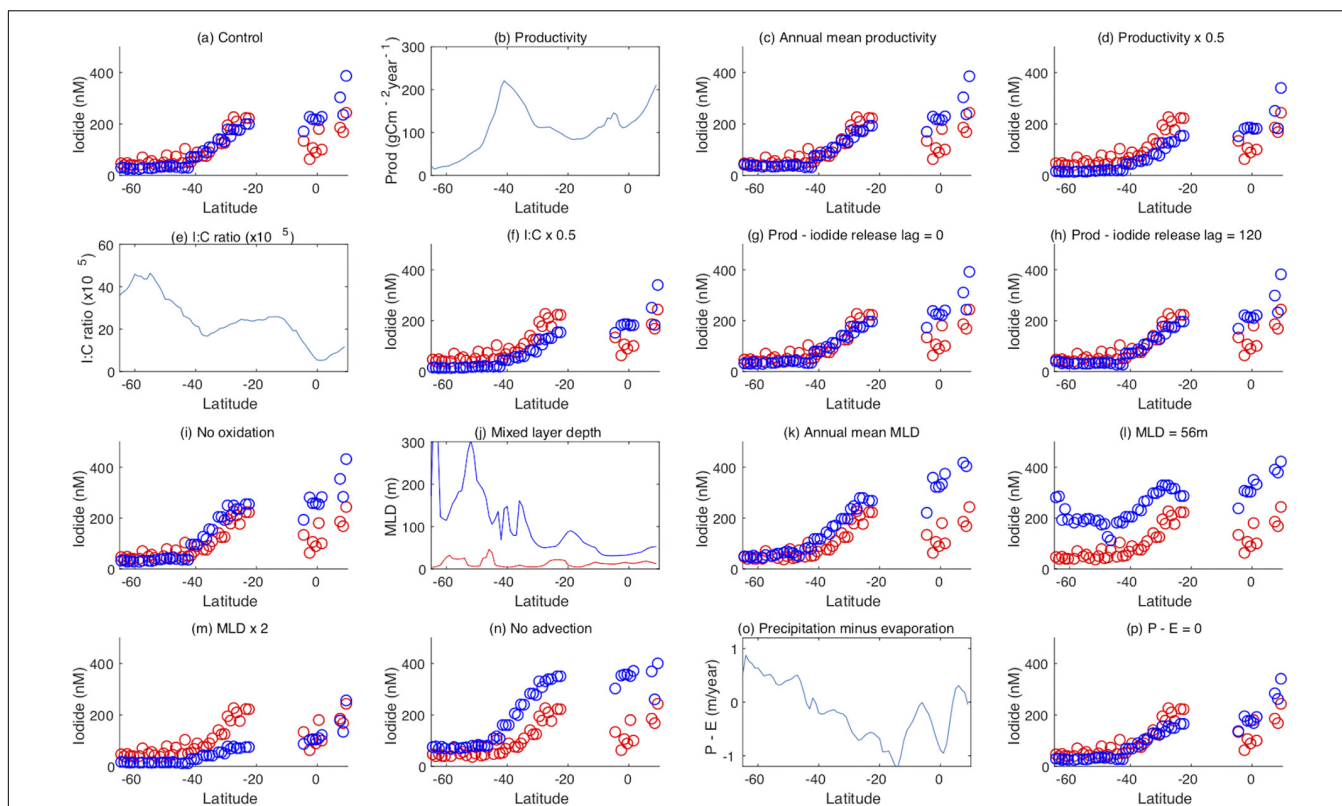 (a) Control
Iodide (nM)
400
200
0
-60 -40 -20 0
Latitude
(b) Productivity
Prod (gCm⁻²year⁻¹)
300
200
100
0
-60 -40 -20 0
Latitude
(c) Annual mean productivity
Iodide (nM)
400
200
0
-60 -40 -20 0
Latitude
(d) Productivity x 0.5
Iodide (nM)
400
200
0
-60 -40 -20 0
Latitude
(e) I:C ratio (x10 ⁵)
I:C ratio (x10 ⁵)
60
40
20
0
-60 -40 -20 0
Latitude
(f) I:C x 0.5
Iodide (nM)
400
200
0
-60 -40 -20 0
Latitude
(g) Prod - iodide release lag = 0
Iodide (nM)
400
200
0
-60 -40 -20 0
Latitude
(h) Prod - iodide release lag = 120
Iodide (nM)
400
200
0
-60 -40 -20 0
Latitude
(i) No oxidation
Iodide (nM)
400
200
0
-60 -40 -20 0
Latitude
(j) Mixed layer depth
MLD (m)
300
200
100
0
-60 -40 -20 0
Latitude
(k) Annual mean MLD
Iodide (nM)
400
200
0
-60 -40 -20 0
Latitude
(l) MLD = 56m
Iodide (nM)
400
200
0
-60 -40 -20 0
Latitude
(m) MLD x 2
Iodide (nM)
400
200
0
-60 -40 -20 0
Latitude
(n) No advection
Iodide (nM)
400
200
0
-60 -40 -20 0
Latitude
(o) Precipitation minus evaporation
P - E (m/year)
1
0
-1
-60 -40 -20 0
Latitude
(p) P - E = 0
Iodide (nM)
400
200
0
-60 -40 -20 0
Latitude